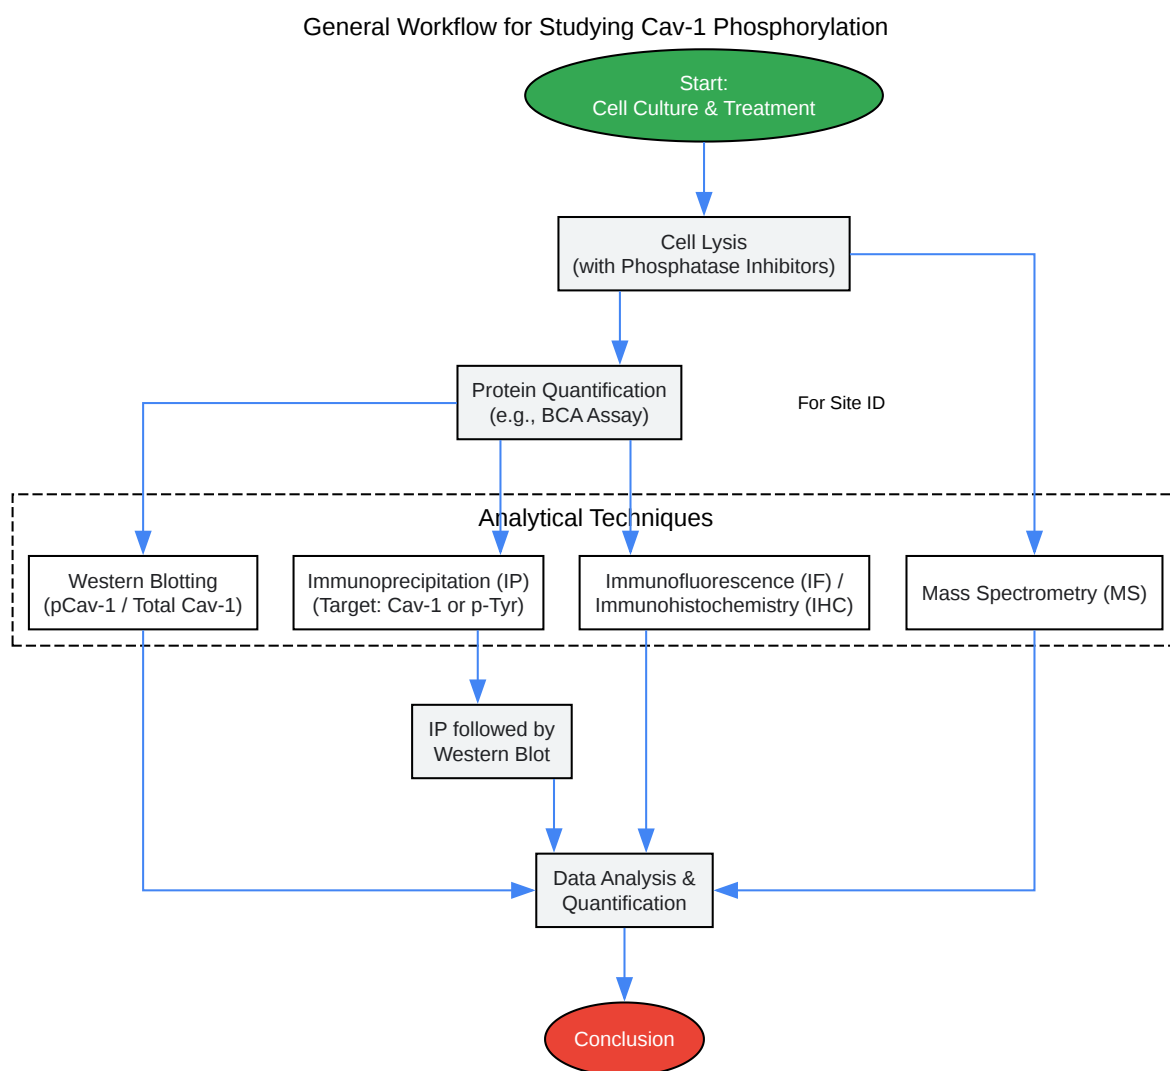 General Workflow for Studying Cav-1 Phosphorylation
Start:
Cell Culture & Treatment
Cell Lysis
(with Phosphatase Inhibitors)
Protein Quantification
(e.g., BCA Assay)
For Site ID
Analytical Techniques
Western Blotting
(pCav-1 / Total Cav-1)
Immunoprecipitation (IP)
(Target: Cav-1 or p-Tyr)
Immunofluorescence (IF) /
Immunohistochemistry (IHC)
Mass Spectrometry (MS)
IP followed by
Western Blot
Data Analysis &
Quantification
Conclusion